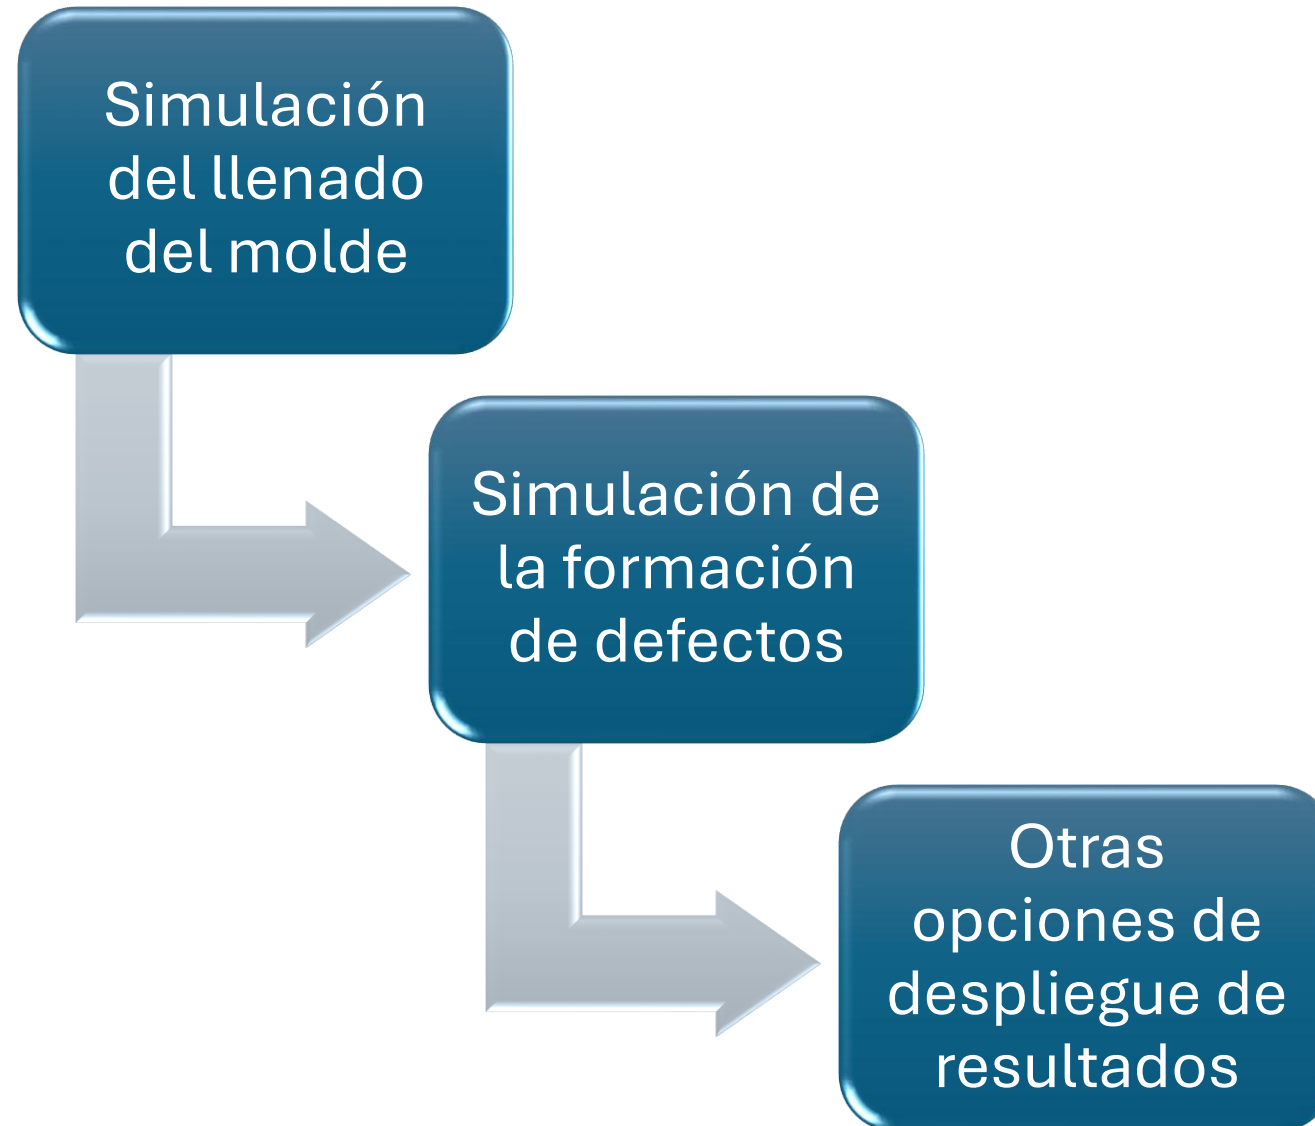 Simulación
del llenado
del molde
Simulación de
la formación
de defectos
Otras
opciones de
despliegue de
resultados